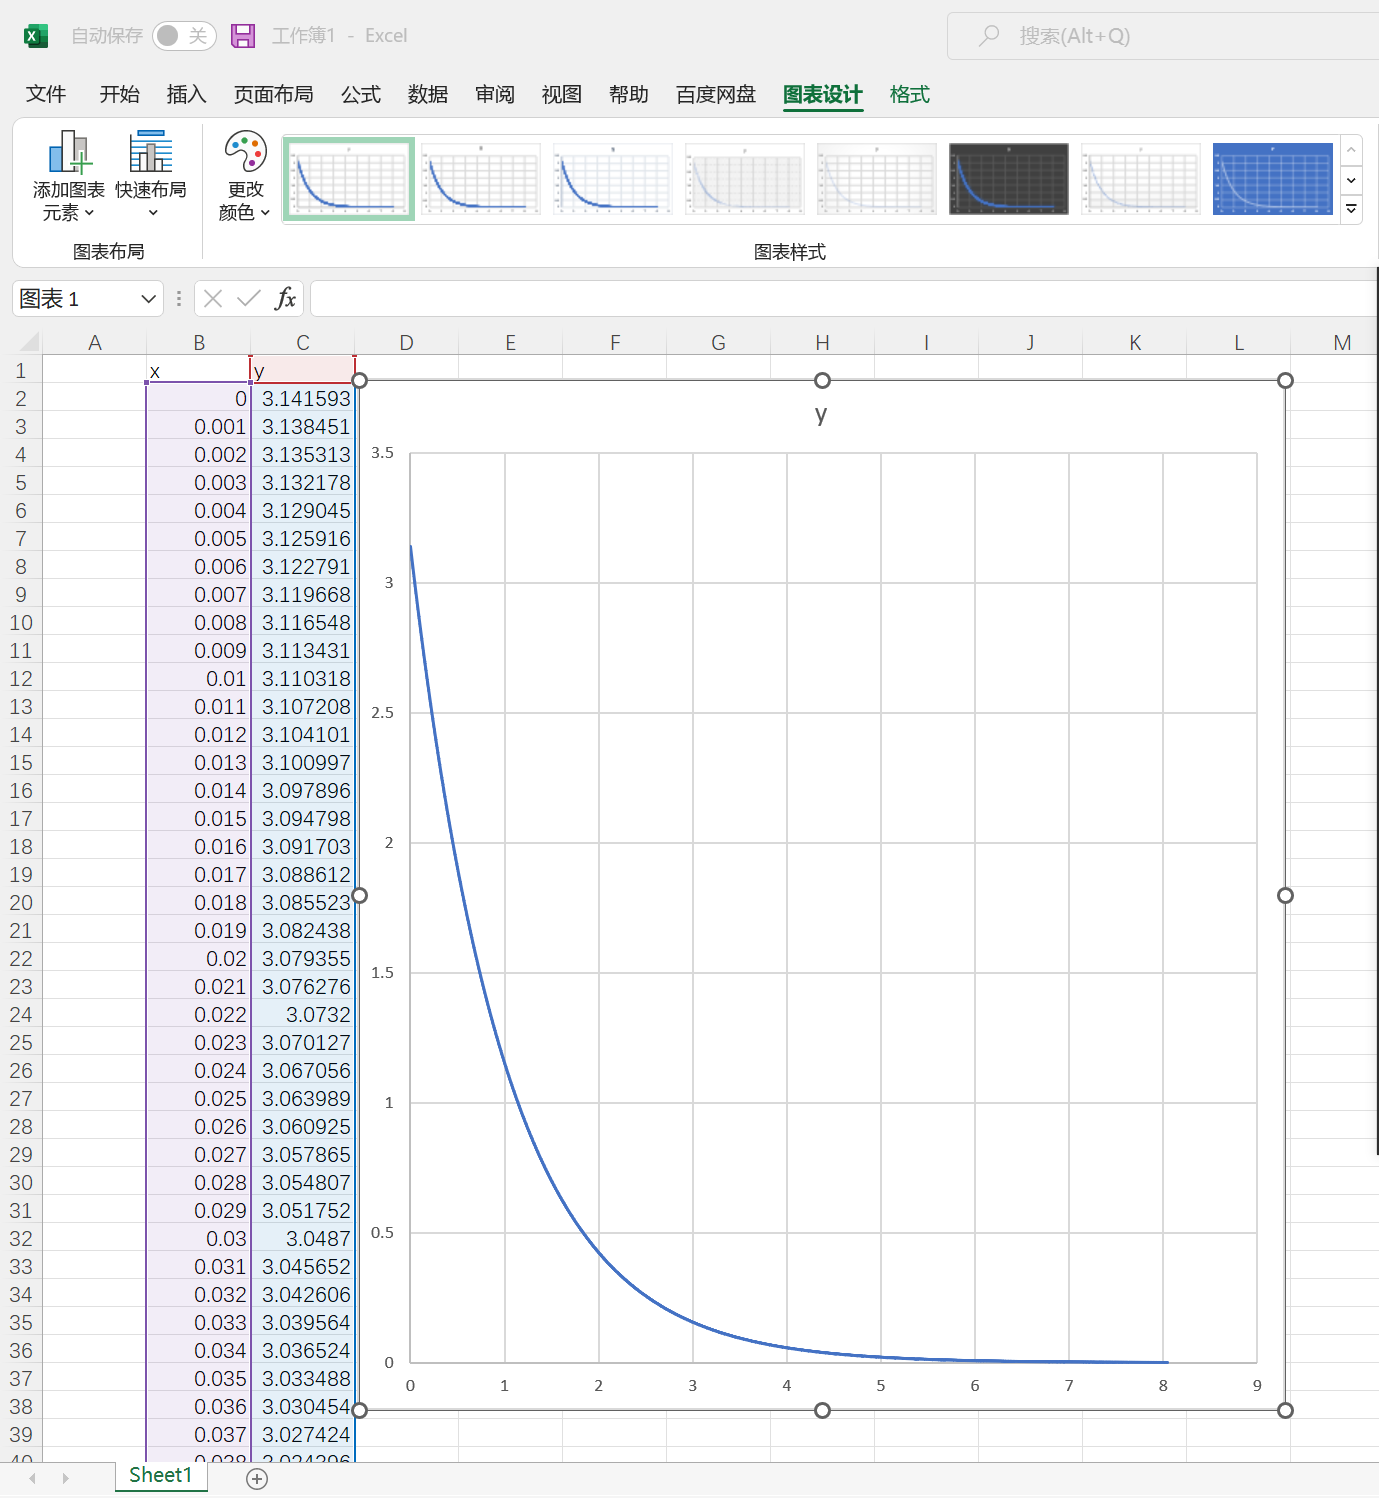 自动保存 关 工作簿1 - Excel 搜索(Alt+Q)
文件 开始 插入 页面布局 公式 数据 审阅 视图 帮助 百度网盘 图表设计 格式
添加图表元素 快速布局 更改颜色
图表布局 图表样式
图表 1 fx
A B C D E F G H I J K L M
1 x y
2 0 3.141593
3 0.001 3.138451
4 0.002 3.135313
5 0.003 3.132178
6 0.004 3.129045
7 0.005 3.125916
8 0.006 3.122791
9 0.007 3.119668
10 0.008 3.116548
11 0.009 3.113431
12 0.01 3.110318
13 0.011 3.107208
14 0.012 3.104101
15 0.013 3.100997
16 0.014 3.097896
17 0.015 3.094798
18 0.016 3.091703
19 0.017 3.088612
20 0.018 3.085523
21 0.019 3.082438
22 0.02 3.079355
23 0.021 3.076276
24 0.022 3.0732
25 0.023 3.070127
26 0.024 3.067056
27 0.025 3.063989
28 0.026 3.060925
29 0.027 3.057865
30 0.028 3.054807
31 0.029 3.051752
32 0.03 3.0487
33 0.031 3.045652
34 0.032 3.042606
35 0.033 3.039564
36 0.034 3.036524
37 0.035 3.033488
38 0.036 3.030454
39 0.037 3.027424
y
3.5
3
2.5
2
1.5
1
0.5
0
0 1 2 3 4 5 6 7 8 9
Sheet1